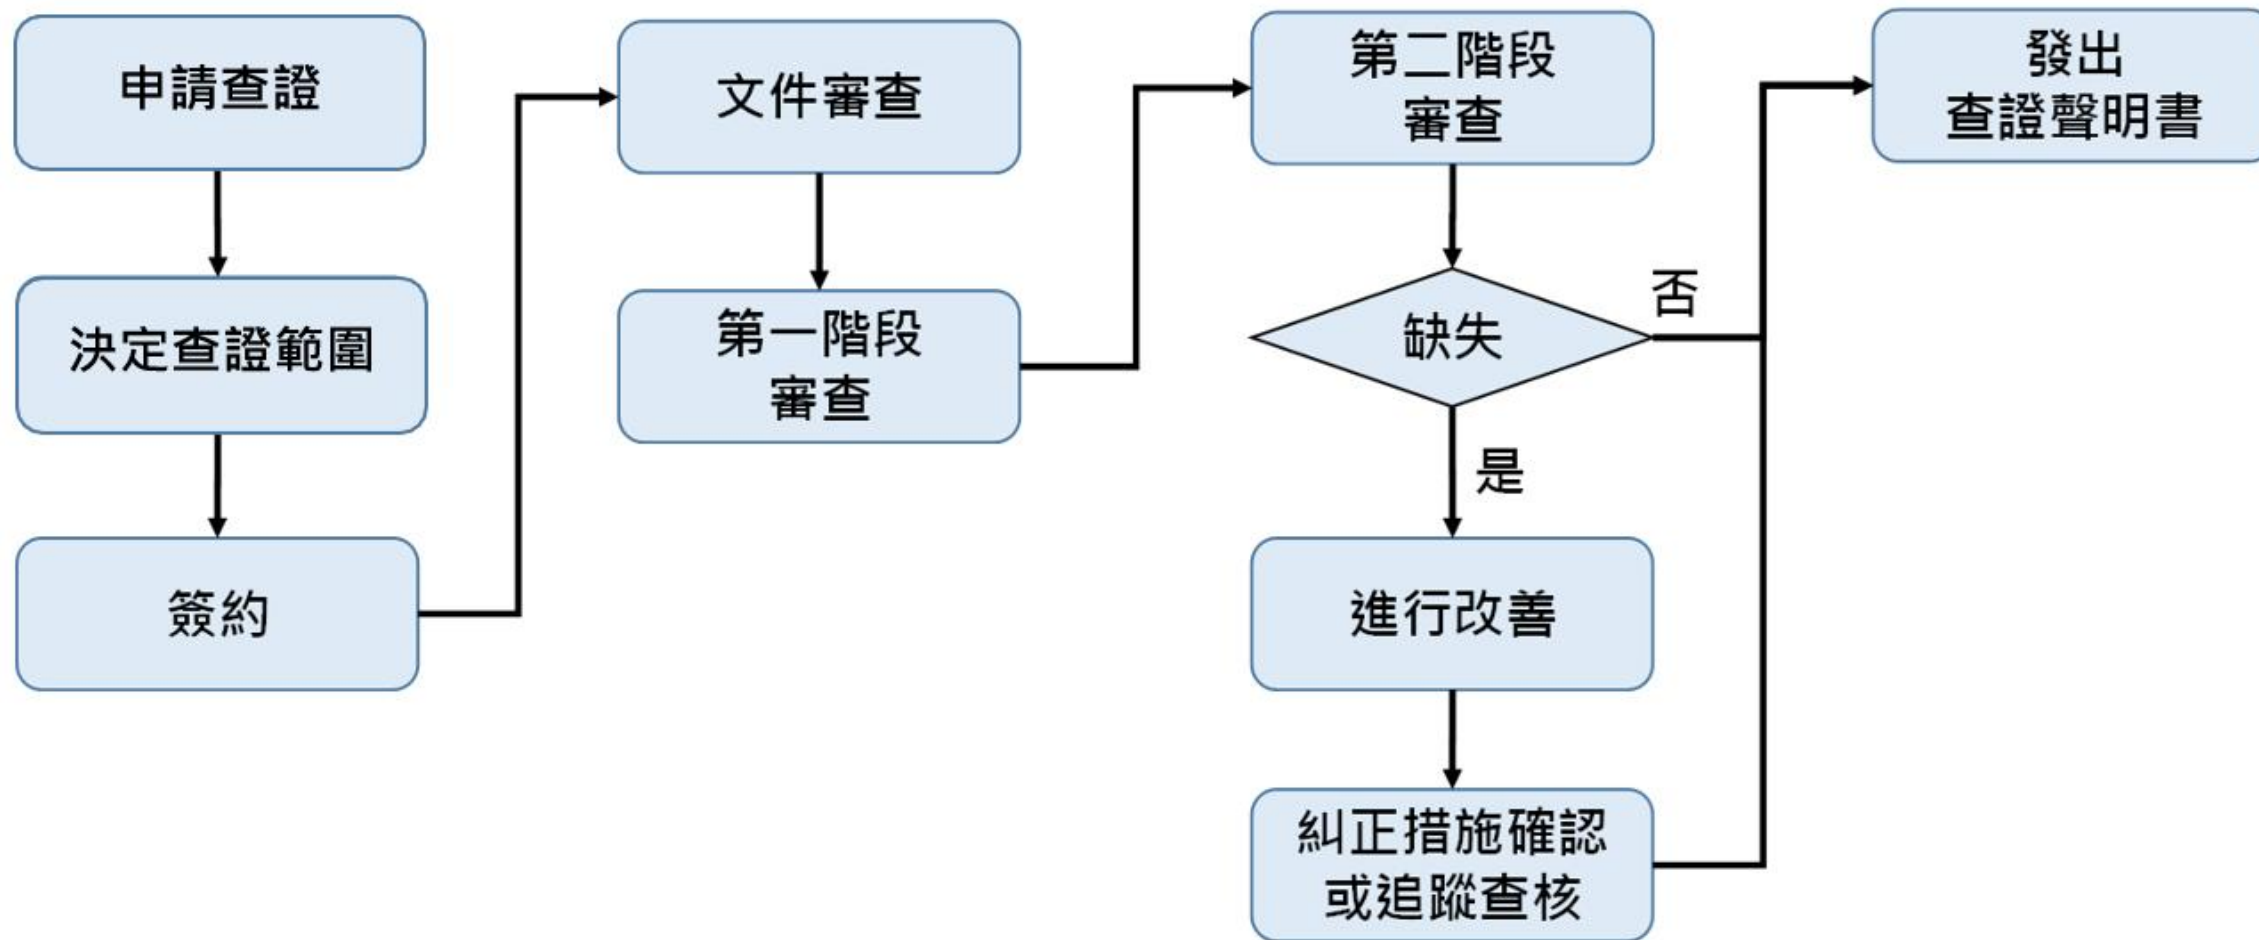 申請查證
決定查證範圍
簽約
文件審查
第一階段
審查
第二階段
審查
缺失
否
是
進行改善
糾正措施確認
或追蹤查核
發出
查證聲明書